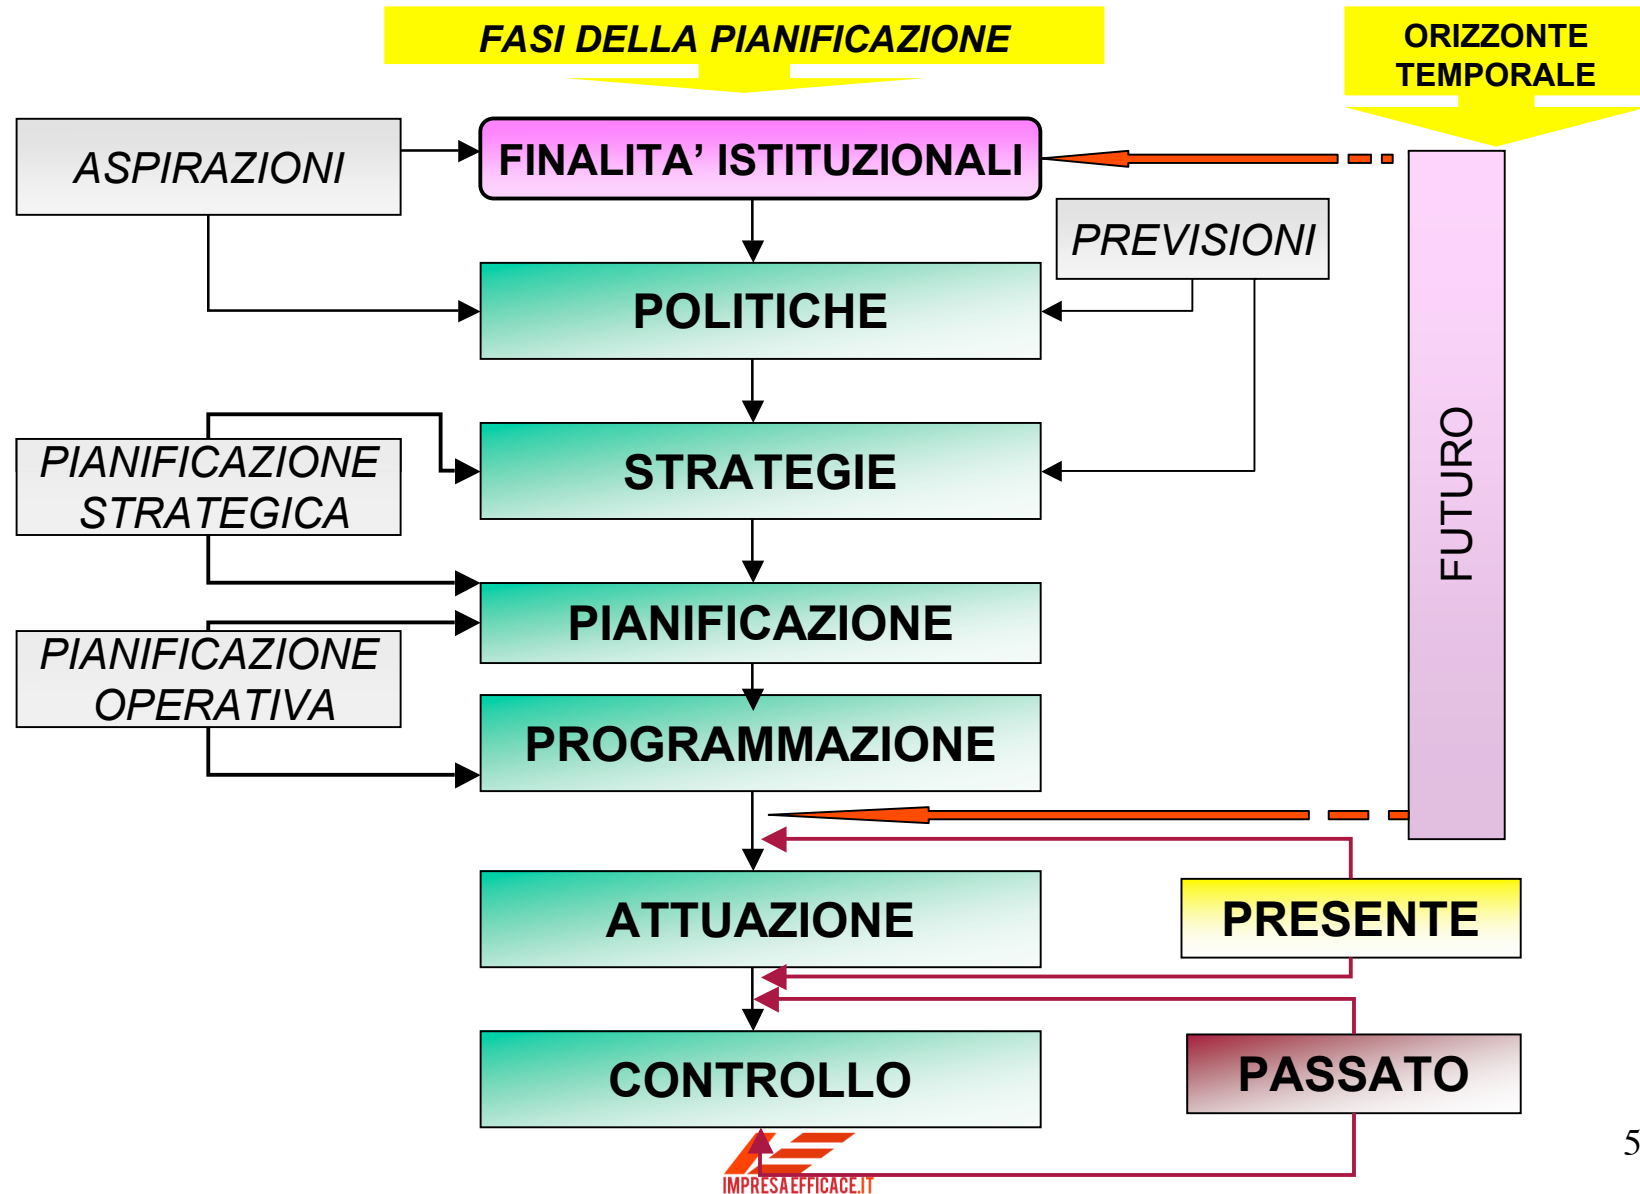 FASI DELLA PIANIFICAZIONE
ORIZZONTE
TEMPORALE
ASPIRAZIONI
FINALITA’ ISTITUZIONALI
PREVISIONI
POLITICHE
PIANIFICAZIONE
STRATEGICA
STRATEGIE
FUTURO
PIANIFICAZIONE
PIANIFICAZIONE
OPERATIVA
PROGRAMMAZIONE
ATTUAZIONE
PRESENTE
CONTROLLO
PASSATO
IMPRESAEFFICACE.IT
5